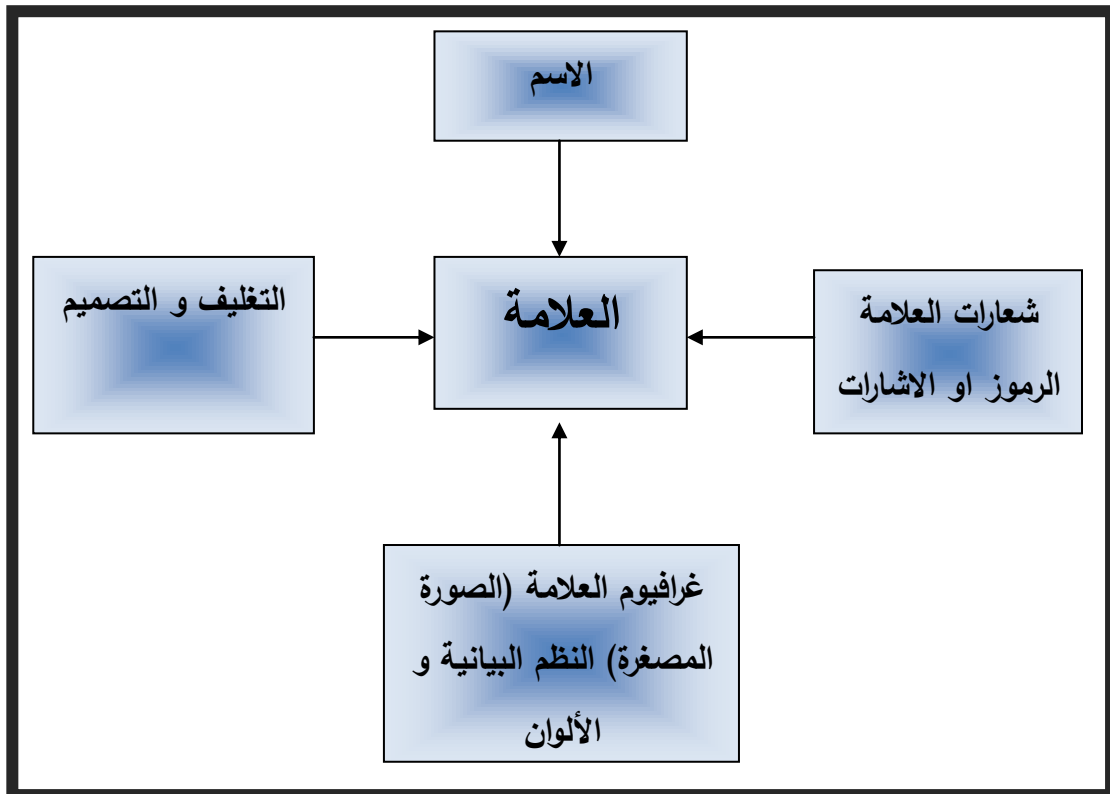 الاسم
شعارات العلامة
الرموز او الاشارات
العلامة
التغليف و التصميم
غرافيوم العلامة (الصورة
المصغرة) النظم البيانية و
الألوان